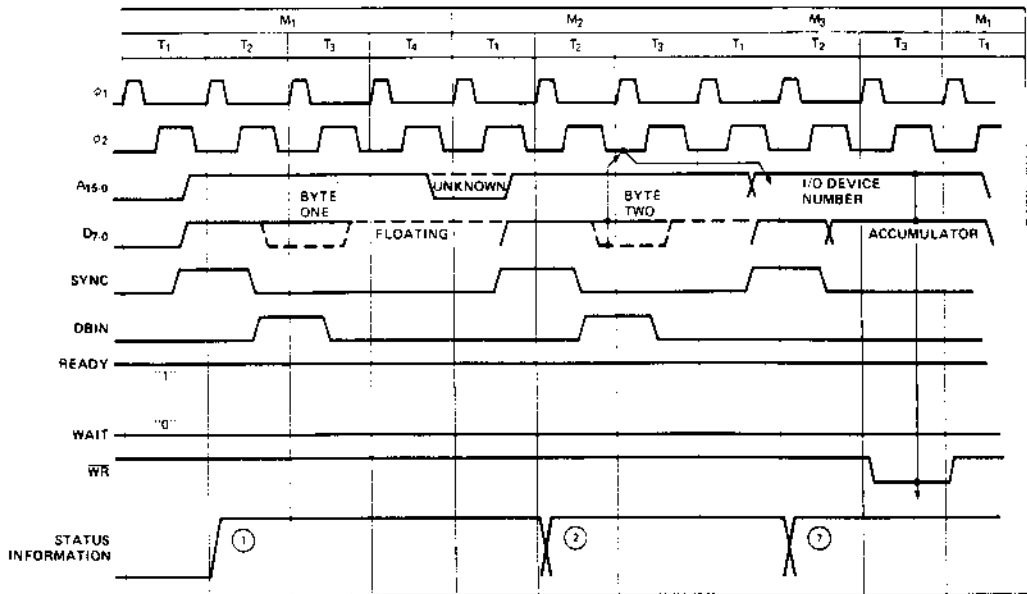 M1 M2 M3 M1
T1 T2 T3 T4 T1 T2 T3 T1 T2 T3 T1
φ1
φ2
A15-0 UNKNOWN I/O DEVICE NUMBER
BYTE ONE
BYTE TWO
D7-0 FLOATING ACCUMULATOR
SYNC
DBIN
READY
"1"
"0"
WAIT
WR
STATUS INFORMATION
1 2 7